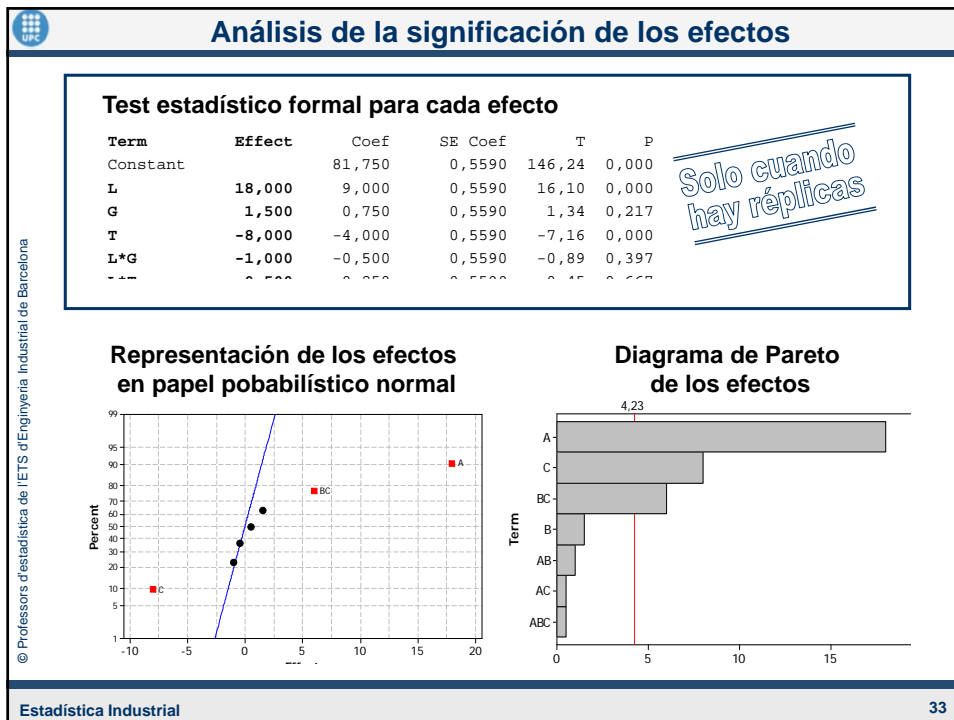 UPC
Análisis de la significación de los efectos
Test estadístico formal para cada efecto
Term Effect Coef SE Coef T P
Constant 81,750 0,5590 146,24 0,000
L 18,000 9,000 0,5590 16,10 0,000
G 1,500 0,750 0,5590 1,34 0,217
T -8,000 -4,000 0,5590 -7,16 0,000
L*G -1,000 -0,500 0,5590 -0,89 0,397
Solo cuando
hay réplicas
Representación de los efectos
en papel pobabilístico normal
99
95
90
80
70
60
50
40
30
20
10
5
1
Percent
A
BC
C
-10 -5 0 5 10 15 20
Diagrama de Pareto
de los efectos
4,23
Term
A
C
BC
B
AB
AC
ABC
0 5 10 15
© Professors d'estadística de l'ETS d'Enginyeria Industrial de Barcelona
Estadística Industrial 33